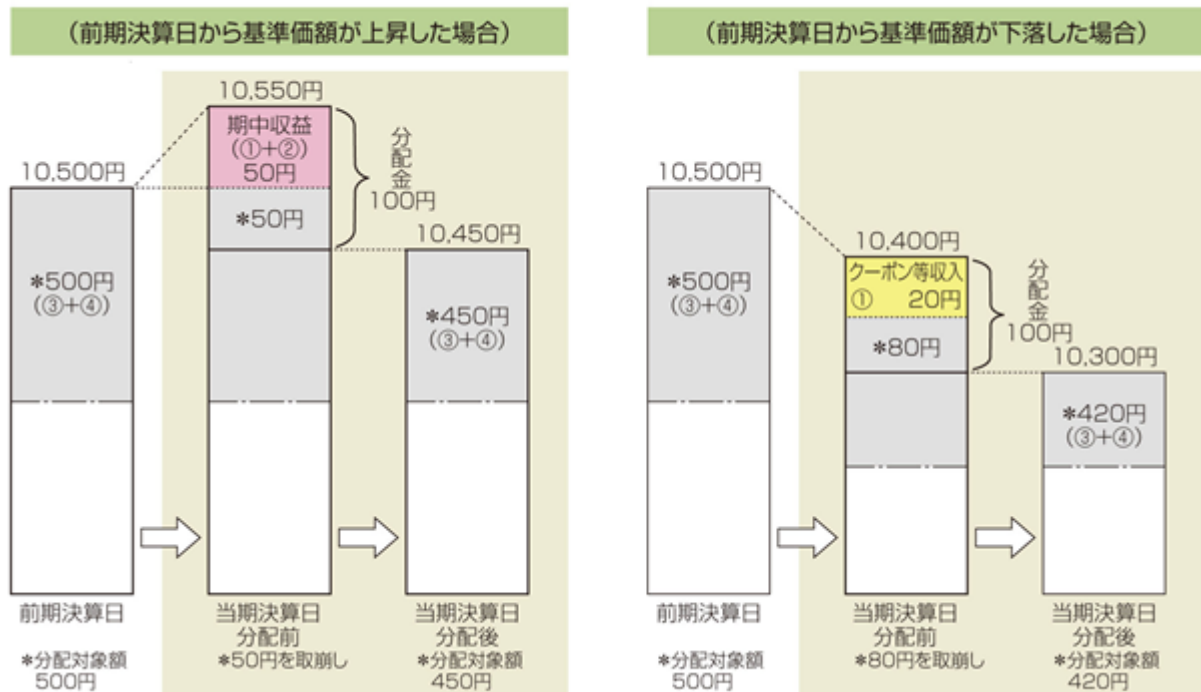 (前期決算日から基準価額が上昇した場合)
10,500円
*500円
(③+④)
前期決算日
*分配対象額
500円
10,550円
期中収益
(①+②)
50円
*50円
分配金
100円
当期決算日
分配前
*50円を取崩し
10,450円
*450円
(③+④)
当期決算日
分配後
*分配対象額
450円
(前期決算日から基準価額が下落した場合)
10,500円
*500円
(③+④)
前期決算日
*分配対象額
500円
10,400円
クーポン等収入
① 20円
*80円
分配金
100円
当期決算日
分配前
*80円を取崩し
10,300円
*420円
(③+④)
当期決算日
分配後
*分配対象額
420円